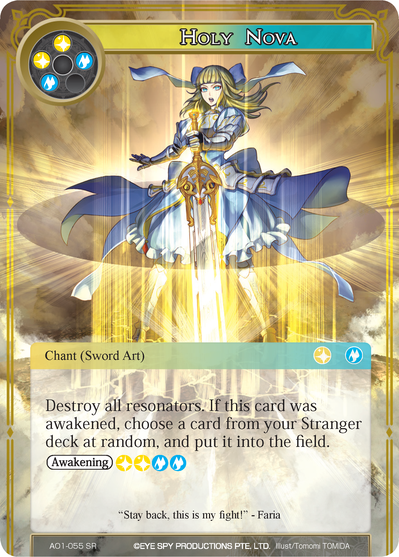 Holy Nova
Chant (Sword Art)
Destroy all resonators. If this card was
awakened, choose a card from your Stranger
deck at random, and put it into the field.
Awakening
“Stay back, this is my fight!” - Faria
AO1-055 SR ©EYE SPY PRODUCTIONS PTE. LTD. Illust/Tomomi TOMIDA